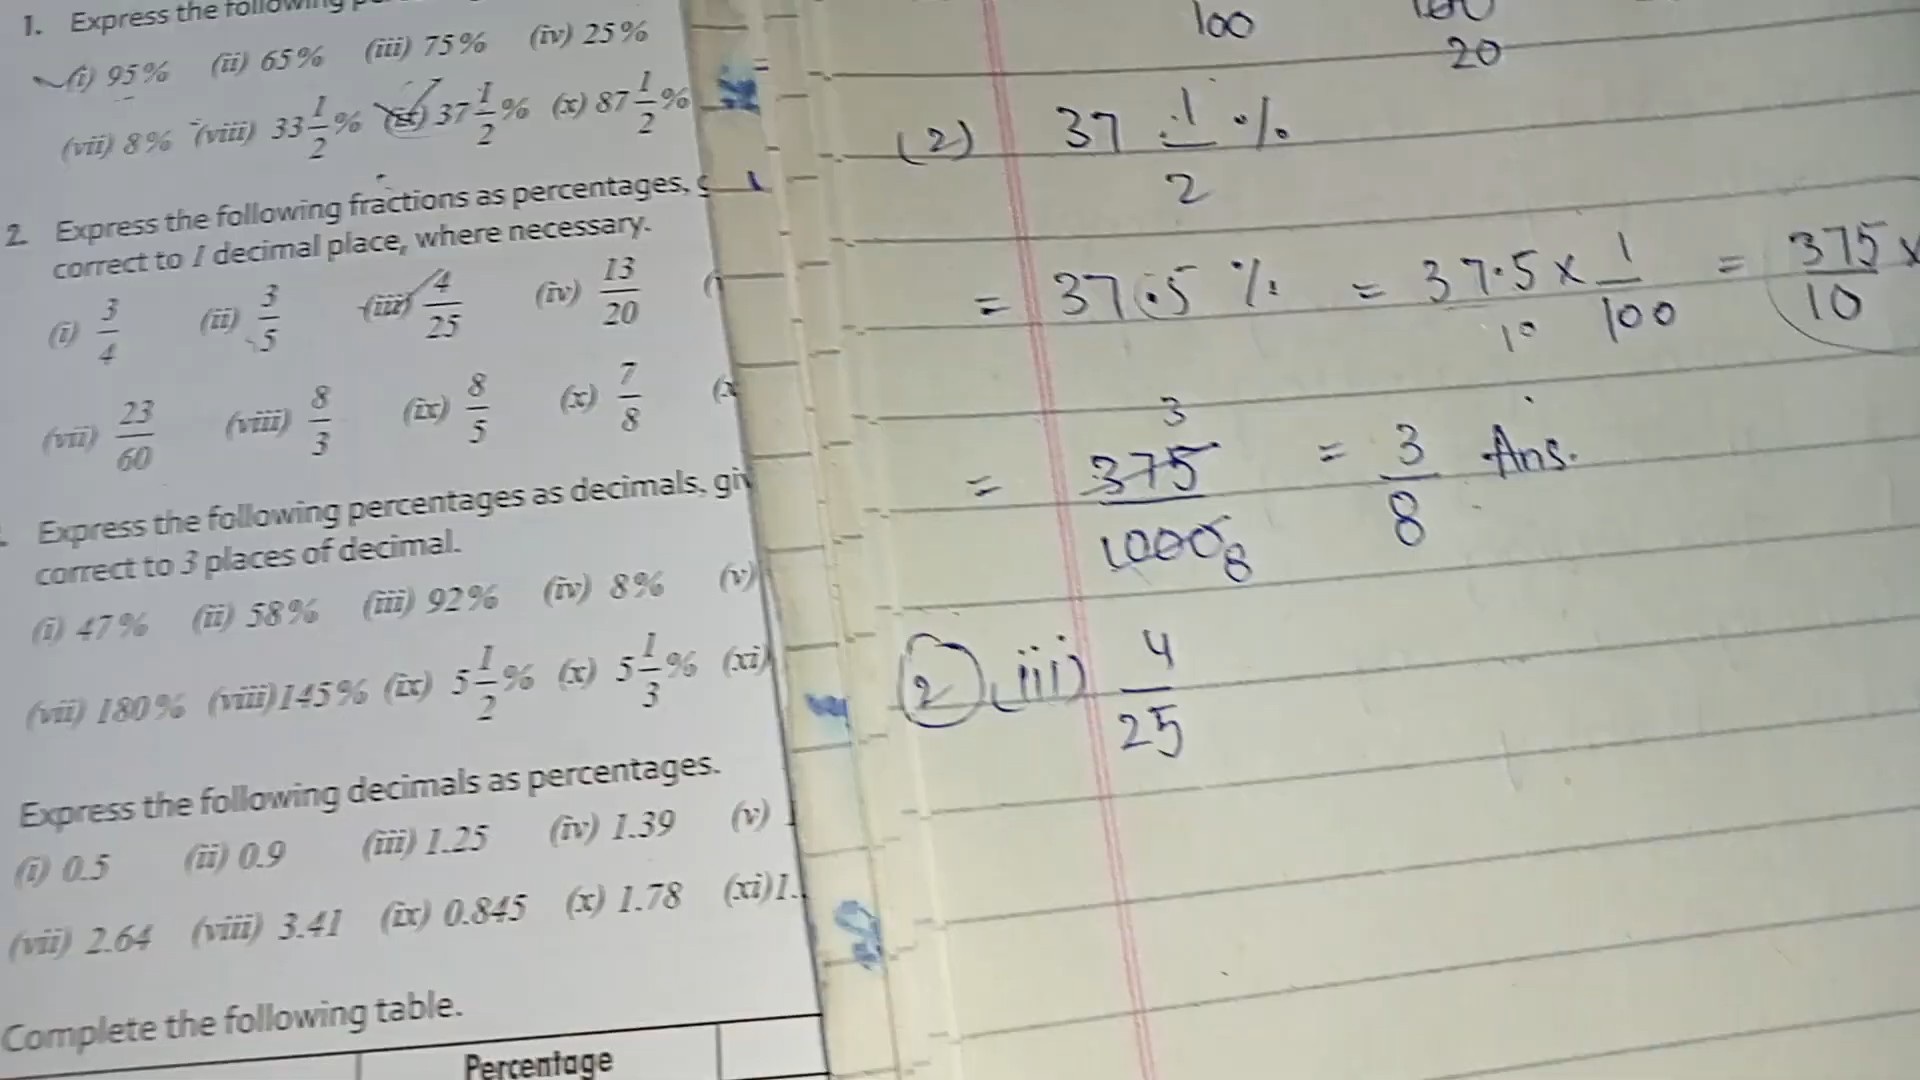 1. Express the following
(i) 95% (ii) 65% (iii) 75% (iv) 25%
(vii) 8% (viii) 33 1/2 % (ix) 37 1/2 % (x) 87 1/2 %
2. Express the following fractions as percentages,
correct to 1 decimal place, where necessary.
(i) 3/4 (ii) 3/5 (iii) 4/25 (iv) 13/20
(vii) 23/60 (viii) 8/3 (ix) 8/5 (x) 7/8
Express the following percentages as decimals,
correct to 3 places of decimal.
(i) 47% (ii) 58% (iii) 92% (iv) 8% (v)
(vii) 180% (viii) 145% (ix) 5 1/2 % (x) 5 1/3 % (xi)
Express the following decimals as percentages.
(i) 0.5 (ii) 0.9 (iii) 1.25 (iv) 1.39 (v)
(vii) 2.64 (viii) 3.41 (ix) 0.845 (x) 1.78 (xi) 1.
Complete the following table.
Percentage
100
20
(2) 37 1/2 %
= 37.5 % = 37.5 × 1/100 = 375/10 ×
10
3
= 375/1000 = 3/8 Ans.
8
2 (iii) 4/25